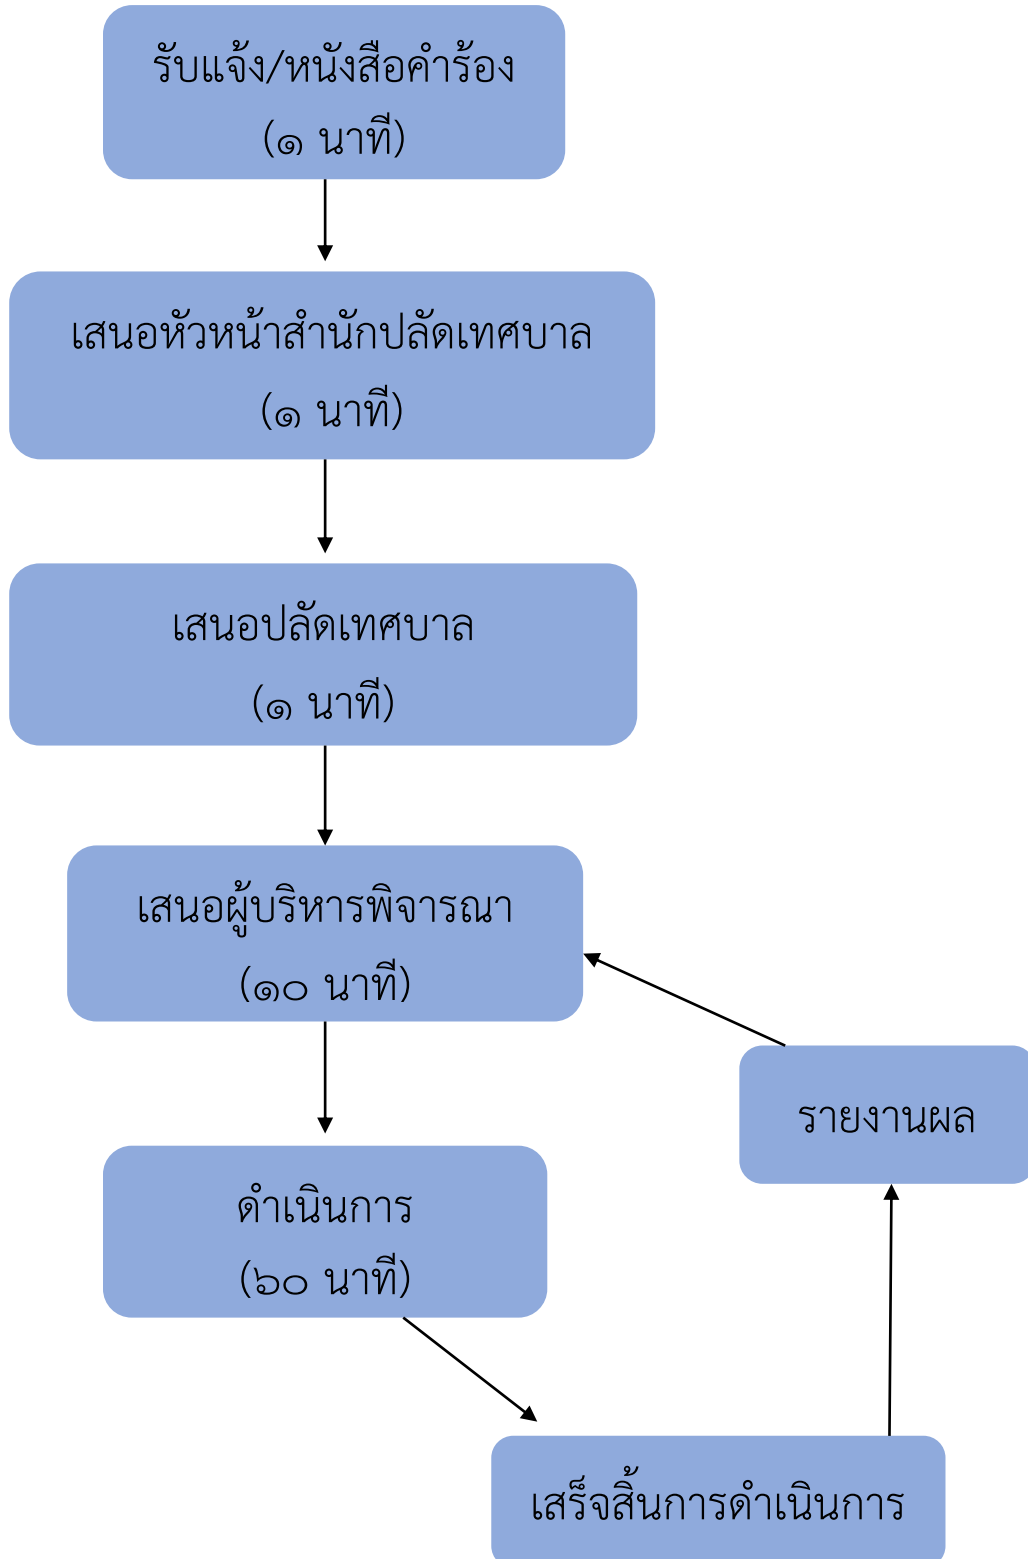 รับแจ้ง/หนังสือคำร้อง
(๑ นาที)
เสนอหัวหน้าสำนักปลัดเทศบาล
(๑ นาที)
เสนอปลัดเทศบาล
(๑ นาที)
เสนอผู้บริหารพิจารณา
(๑๐ นาที)
รายงานผล
ดำเนินการ
(๖๐ นาที)
เสร็จสิ้นการดำเนินการ